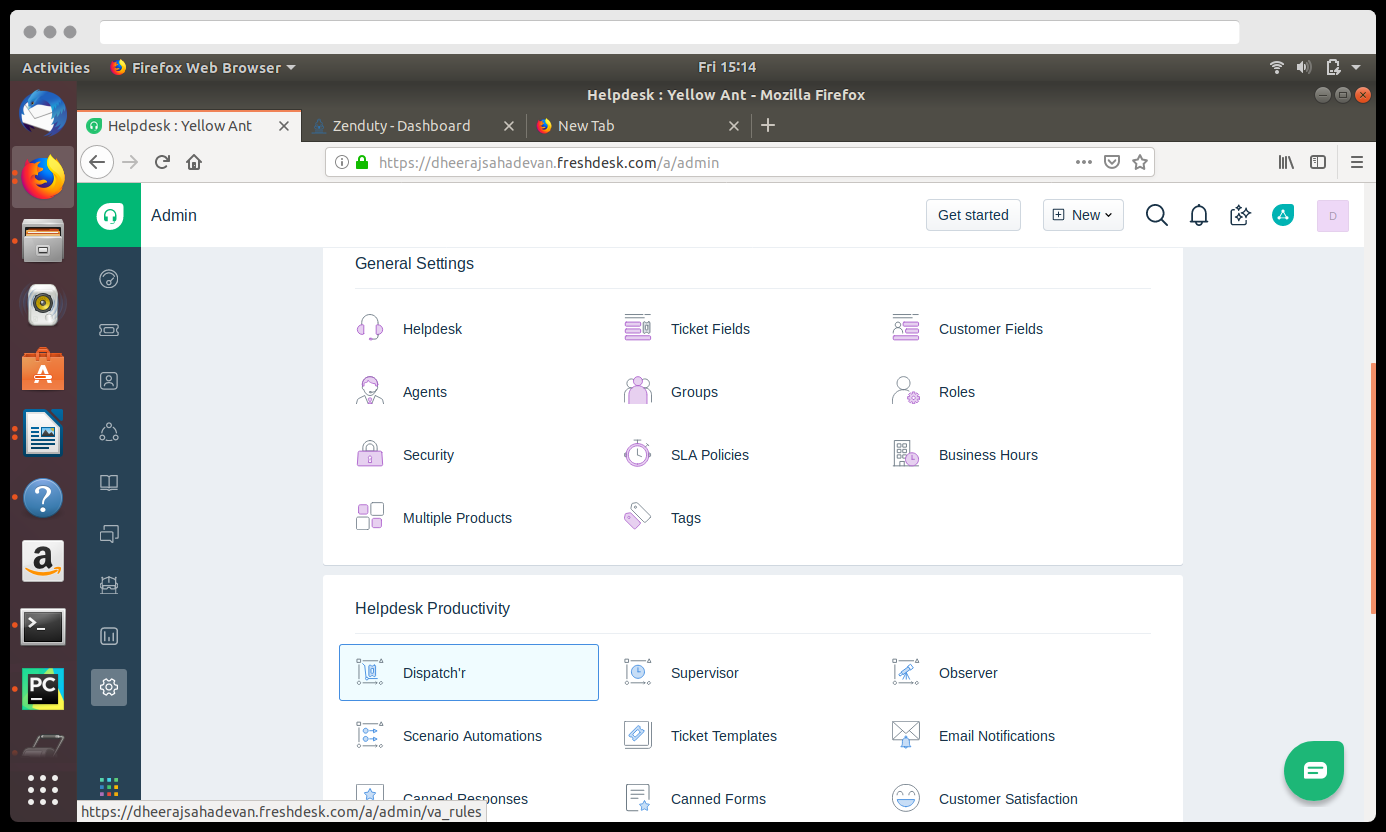 Activities Firefox Web Browser Fri 15:14
Helpdesk : Yellow Ant - Mozilla Firefox
Helpdesk : Yellow Ant Zenduty - Dashboard New Tab
https://dheerajsahadevan.freshdesk.com/a/admin
Admin Get started New D
General Settings
Helpdesk Ticket Fields Customer Fields
Agents Groups Roles
Security SLA Policies Business Hours
Multiple Products Tags
Helpdesk Productivity
Dispatch'r Supervisor Observer
Scenario Automations Ticket Templates Email Notifications
Canned Responses Canned Forms Customer Satisfaction
https://dheerajsahadevan.freshdesk.com/a/admin/va_rules
A
?
a
>_
PC